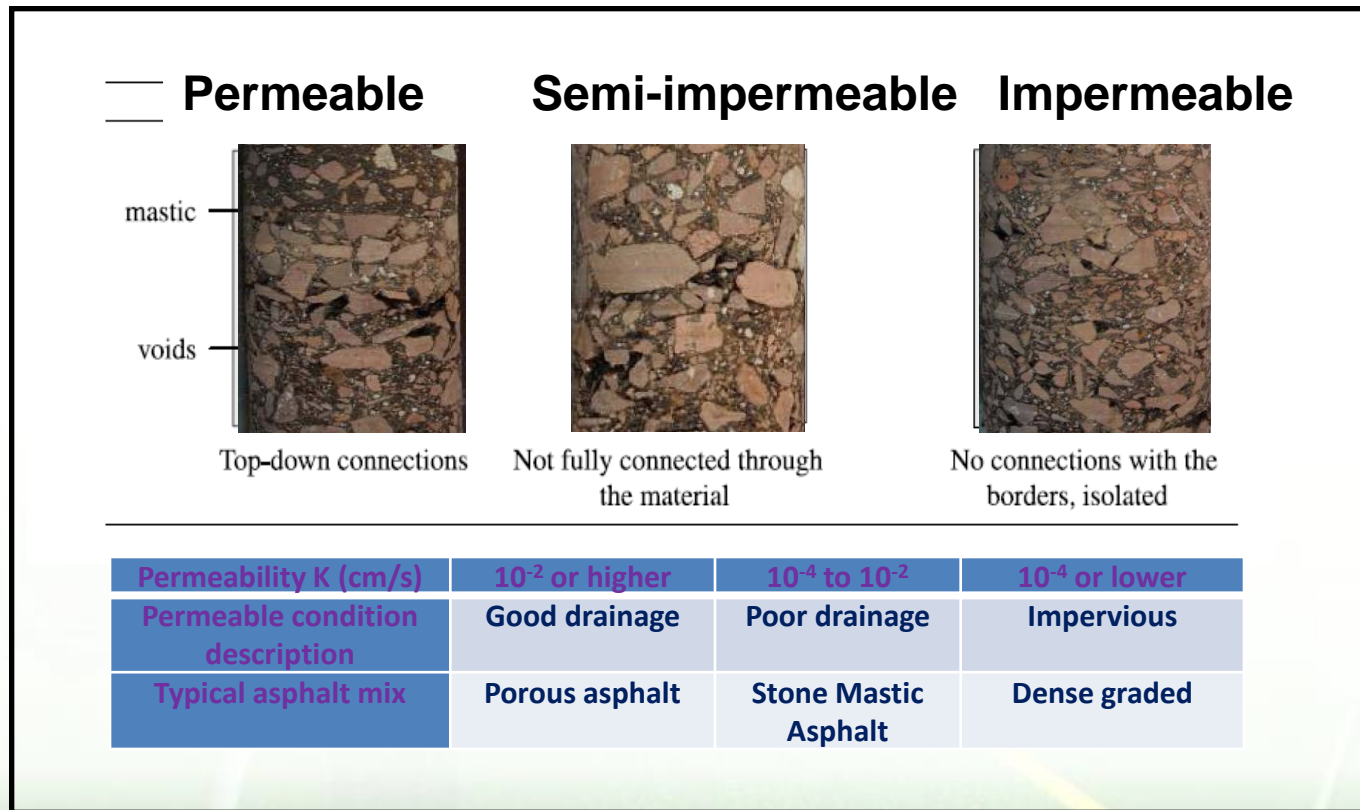 Permeable Semi-impermeable Impermeable
mastic
voids
Top-down connections
Not fully connected through
the material
No connections with the
borders, isolated
Permeability K (cm/s) 10⁻² or higher 10⁻⁴ to 10⁻² 10⁻⁴ or lower
Permeable condition
description
Good drainage Poor drainage Impervious
Typical asphalt mix Porous asphalt Stone Mastic
Asphalt
Dense graded